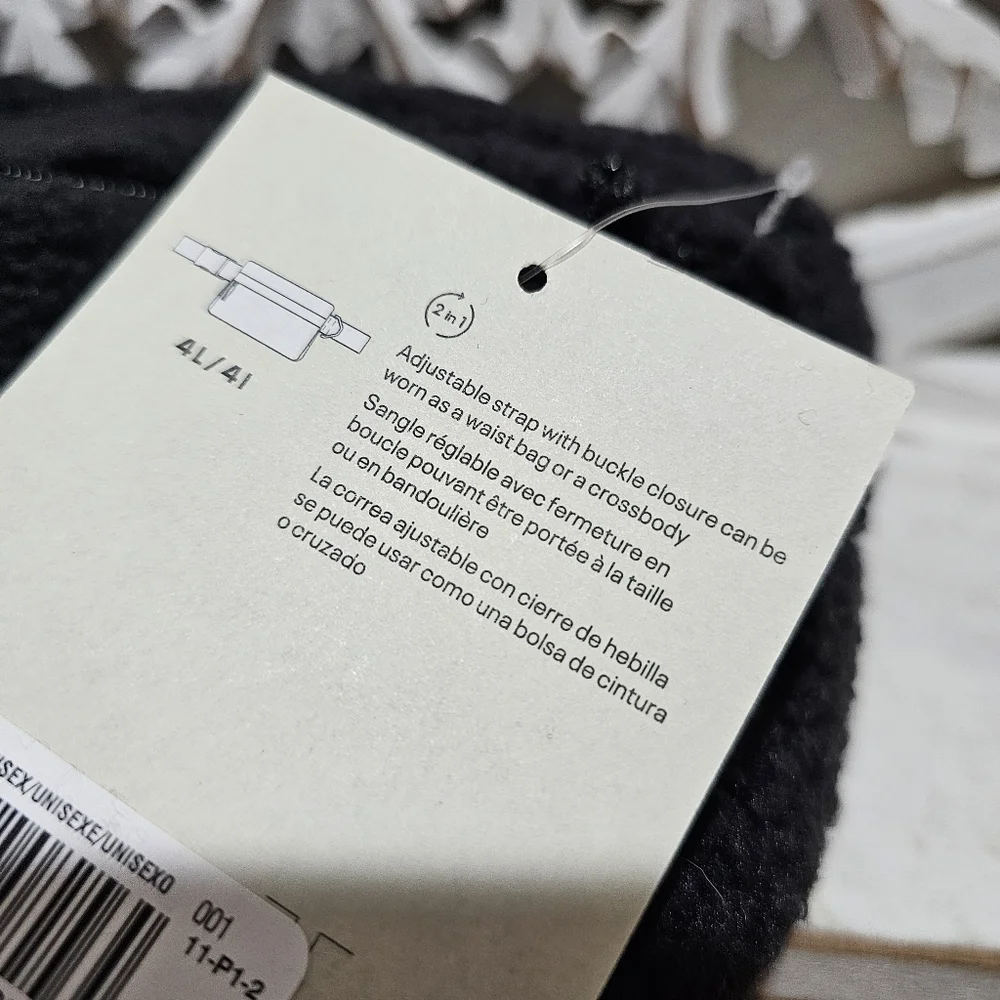 2 in 1
4L/4l
Adjustable strap with buckle closure can be
worn as a waist bag or a crossbody
Sangle réglable avec fermeture en
boucle pouvant être portée à la taille
ou en bandoulière
La correa ajustable con cierre de hebilla
se puede usar como una bolsa de cintura
o cruzado
ISEX/UNISEXE/UNISEXO
001
11-P1-2